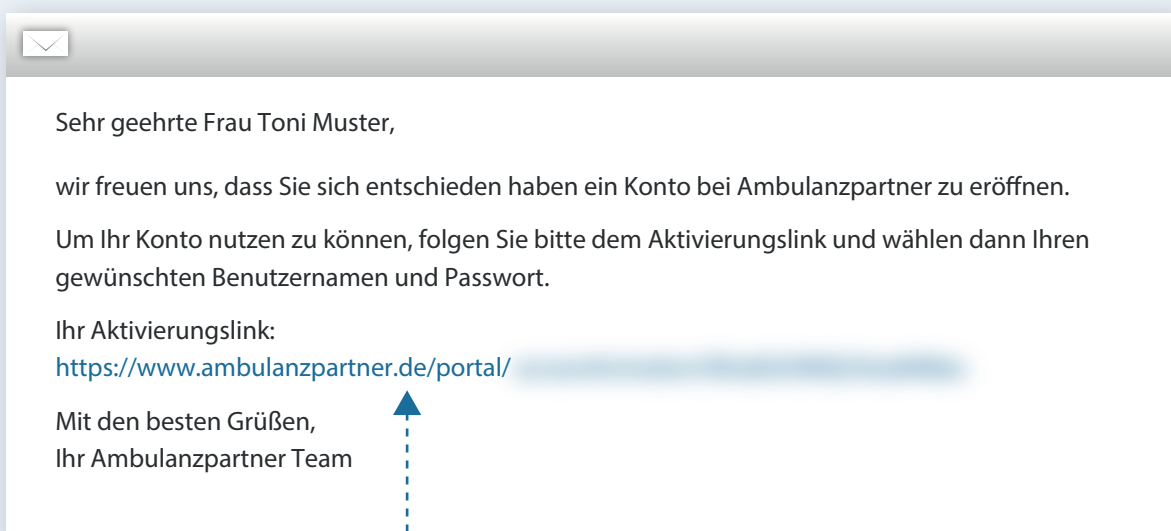 Sehr geehrte Frau Toni Muster,
wir freuen uns, dass Sie sich entschieden haben ein Konto bei Ambulanzpartner zu eröffnen.
Um Ihr Konto nutzen zu können, folgen Sie bitte dem Aktivierungslink und wählen dann Ihren
gewünschten Benutzernamen und Passwort.
Ihr Aktivierungslink:
https://www.ambulanzpartner.de/portal/
Mit den besten Grüßen,
Ihr Ambulanzpartner Team